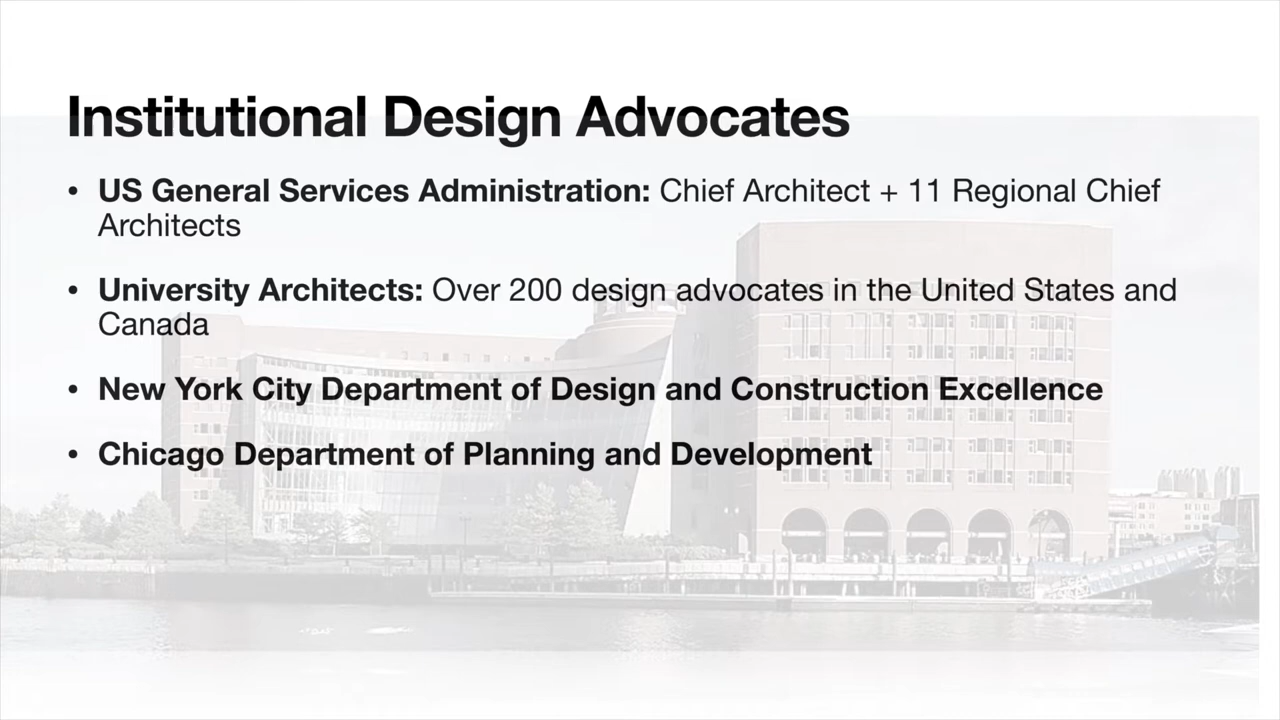 Institutional Design Advocates
• US General Services Administration: Chief Architect + 11 Regional Chief
Architects
• University Architects: Over 200 design advocates in the United States and
Canada
• New York City Department of Design and Construction Excellence
• Chicago Department of Planning and Development